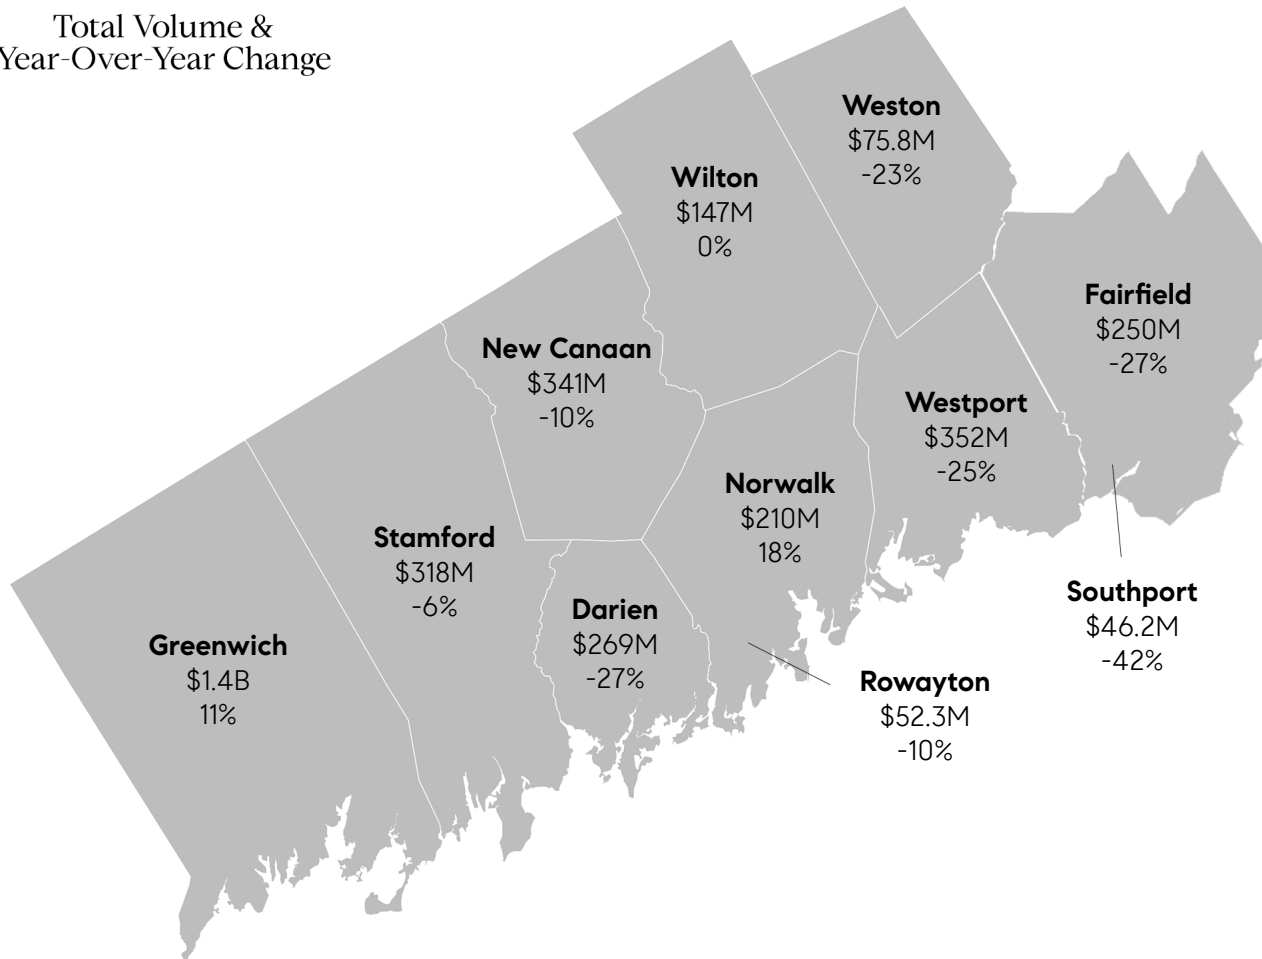 Total Volume &
Year-Over-Year Change
Weston
$75.8M
-23%
Wilton
$147M
0%
Fairfield
$250M
-27%
New Canaan
$341M
-10%
Westport
$352M
-25%
Norwalk
$210M
18%
Stamford
$318M
-6%
Darien
$269M
-27%
Southport
$46.2M
-42%
Greenwich
$1.4B
11%
Rowayton
$52.3M
-10%